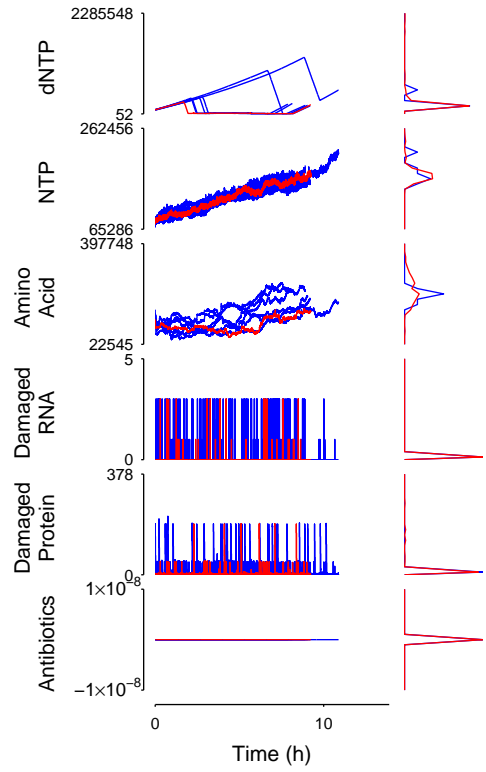 2285548
dNTP
52
262456
NTP
65286
397748
Amino
Acid
22545
5
Damaged
RNA
0
378
Damaged
Protein
0
1×10⁻⁸
Antibiotics
−1×10⁻⁸
0 10
Time (h)